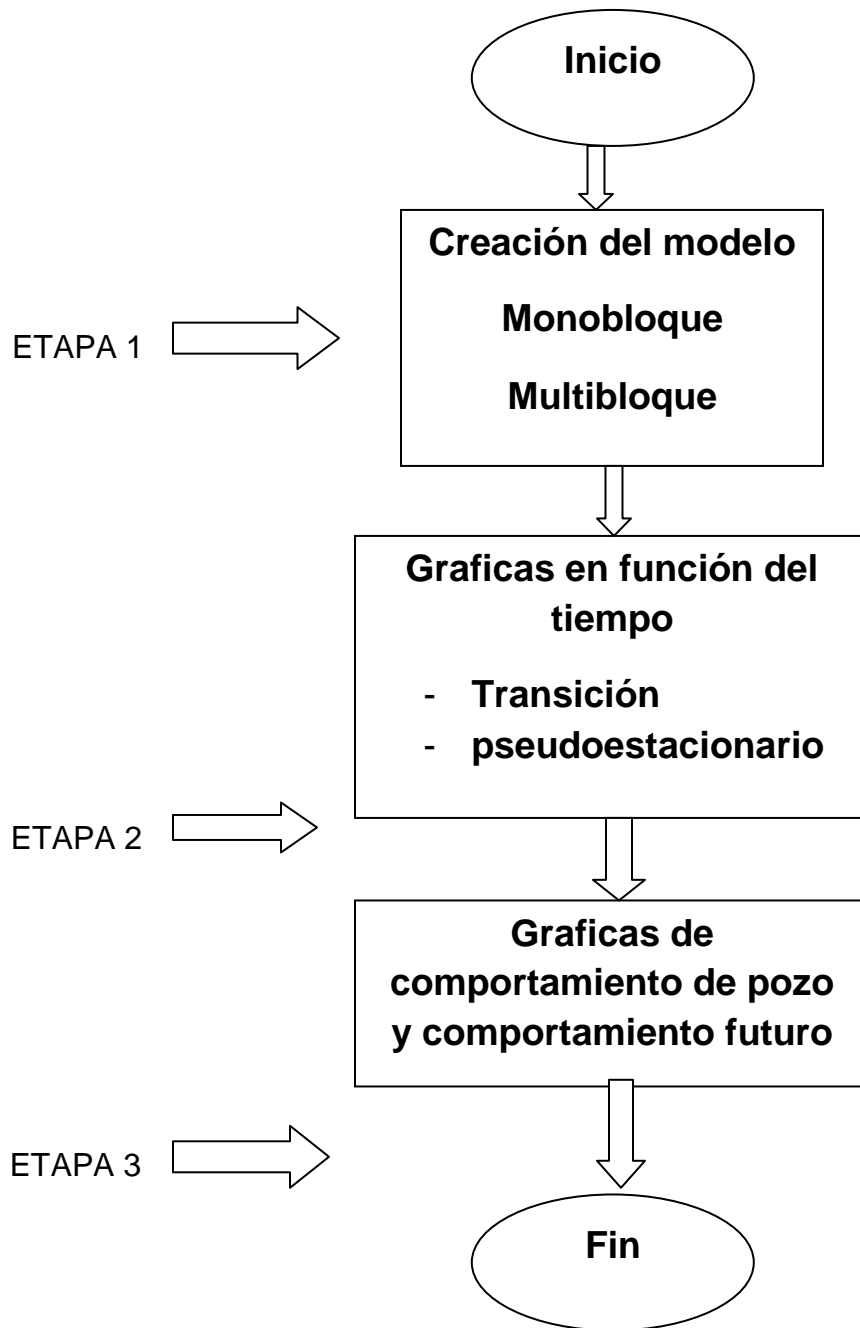 Inicio
Creación del modelo
Monobloque
Multibloque
ETAPA 1
Graficas en función del
tiempo
- Transición
- pseudoestacionario
ETAPA 2
Graficas de
comportamiento de pozo
y comportamiento futuro
ETAPA 3
Fin